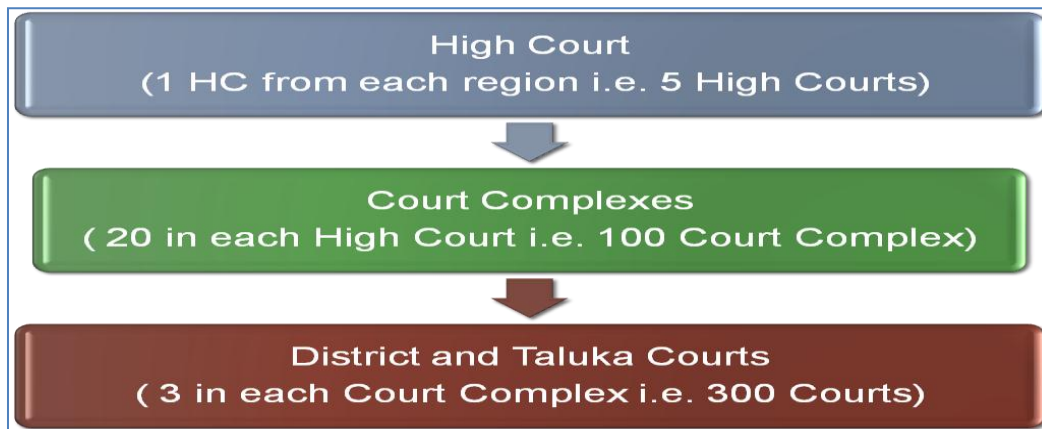 High Court
(1 HC from each region i.e. 5 High Courts)
Court Complexes
( 20 in each High Court i.e. 100 Court Complex)
District and Taluka Courts
( 3 in each Court Complex i.e. 300 Courts)